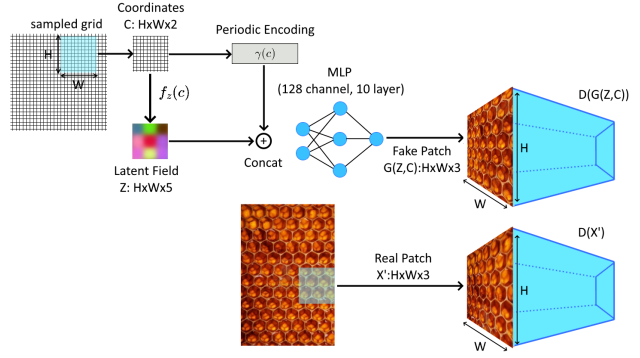 sampled grid
H
W
Coordinates
C: HxWx2
Periodic Encoding
γ(c)
f_z(c)
Latent Field
Z: HxWx5
Concat
MLP
(128 channel, 10 layer)
Fake Patch
G(Z,C):HxWx3
D(G(Z,C))
H
W
Real Patch
X':HxWx3
D(X')
H
W